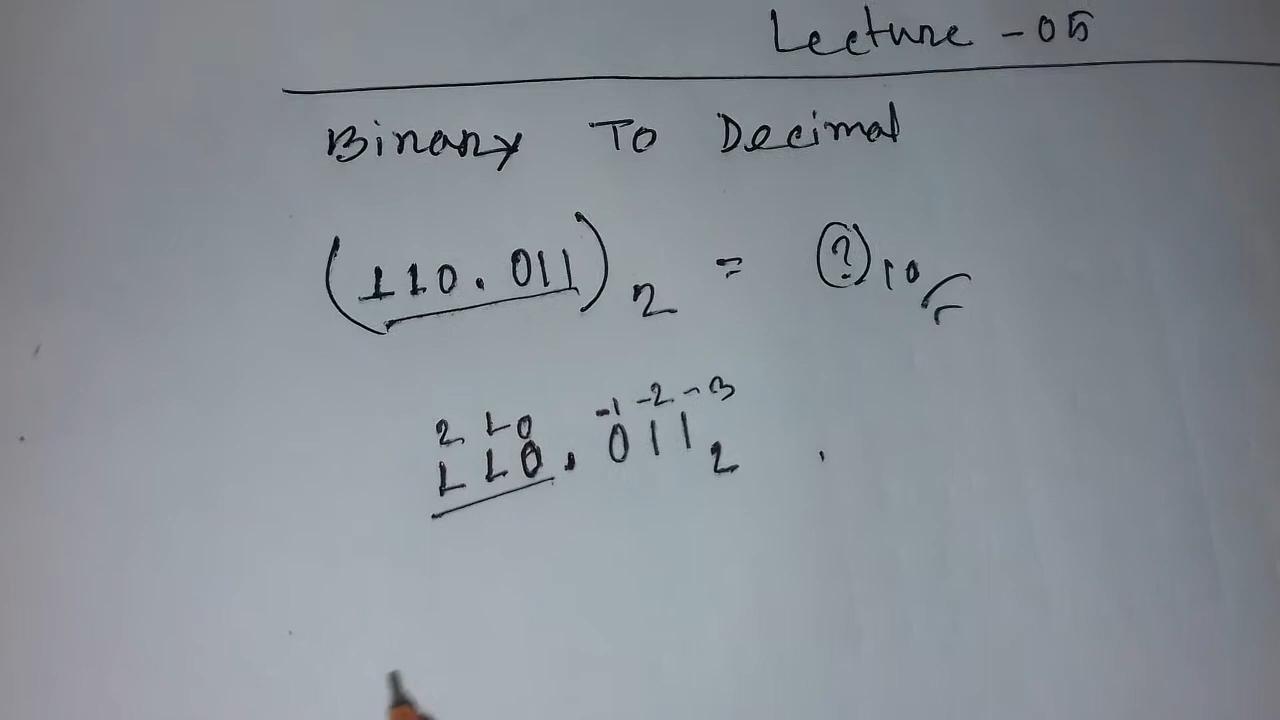 Lecture - 05
Binary To Decimal
(110.011)2 = (?)10
2 1 0 -1 -2 -3
110.011 2